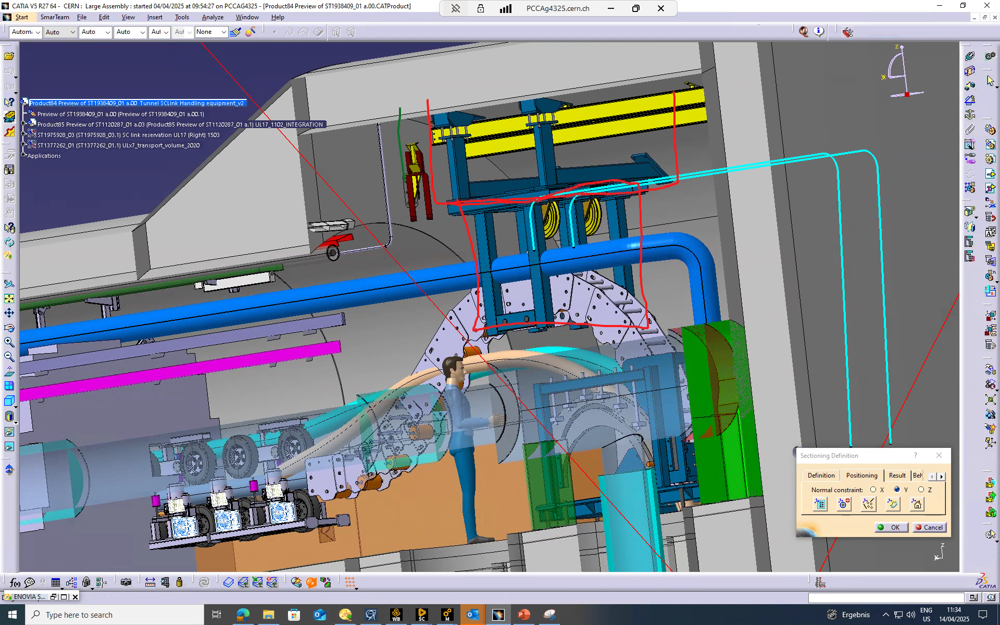 CATIA V5 R27 64 - CERN : Large Assembly : started 04/04/2025 at 09:54:27 on PCCAG4325 - [Product84 Preview of ST1938409_01 a.00.CATProduct]
PCCAg4325.cern.ch
Start SmarTeam File Edit View Insert Tools Analyze Window Help
Automa Auto Auto Auto Aut Aut None
Z
Product84 Preview of ST1938409_01 a.00 Tunnel SCLink Handling equipment_v2
Preview of ST1938409_01 a.00 (Preview of ST1938409_01 a.00.1)
Product85 Preview of ST1120287_01 a.03 (Product85 Preview of ST1120287_01 a.1) UL17_1102_INTEGRATION
ST1975928_03 (ST1975928_03.1) SC link reservation UL17 (Right) 1503
ST1377262_01 (ST1377262_01.1) ULx7_transport_volume_2020
Applications
Sectioning Definition ?
Definition Positioning Result Beh
Normal constraint: X Y Z
OK Cancel
z
f(x)
CATIA
ENOVIA S...
Type here to search
WB
SC
M
Ergebnis
ENG
US
11:34
14/04/2025